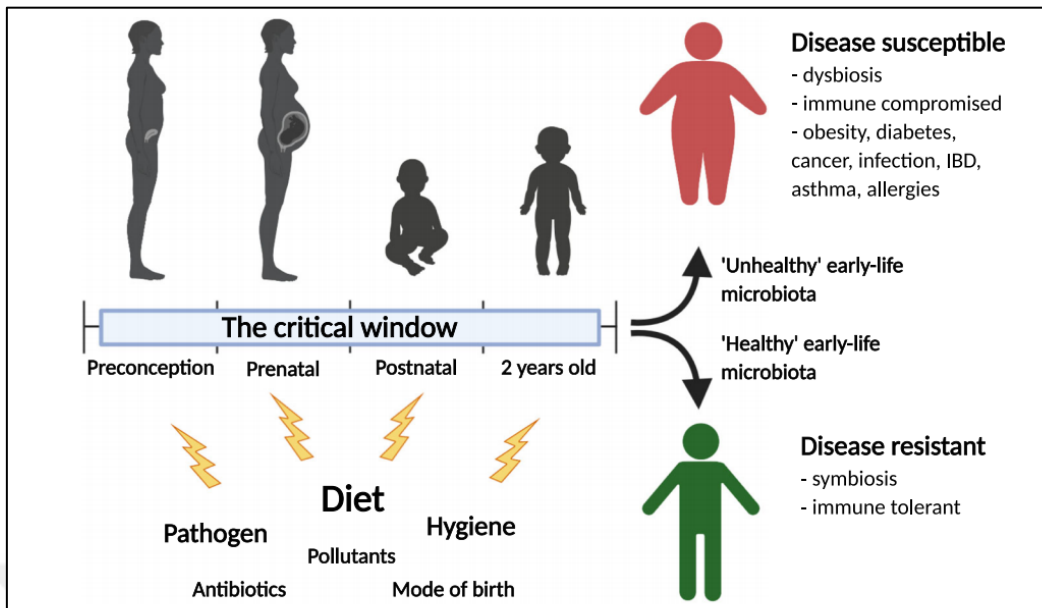 Disease susceptible
- dysbiosis
- immune compromised
- obesity, diabetes,
cancer, infection, IBD,
asthma, allergies
'Unhealthy' early-life
microbiota
The critical window
'Healthy' early-life
microbiota
Preconception
Prenatal
Postnatal
2 years old
Disease resistant
- symbiosis
- immune tolerant
Diet
Pathogen
Hygiene
Pollutants
Antibiotics
Mode of birth